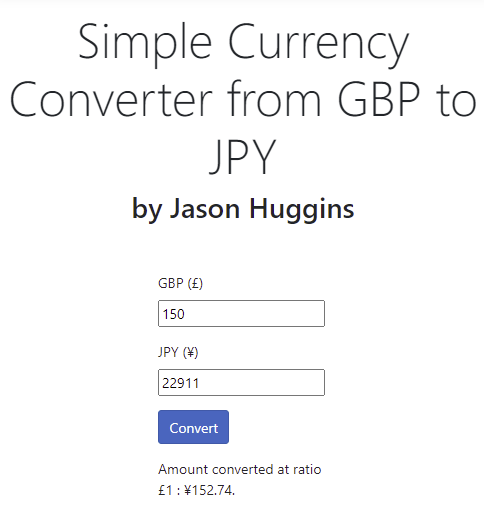 Simple Currency
Converter from GBP to
JPY
by Jason Huggins
GBP (£)
150
JPY (¥)
22911
Convert
Amount converted at ratio
£1 : ¥152.74.